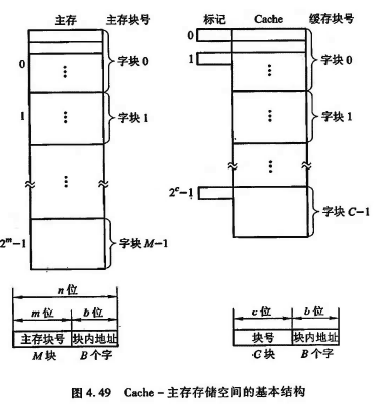 主存 主存块号 标记 Cache 缓存块号
0 字块 0 0 字块 0
1
1 字块 1 字块 1
2^m-1 字块 M-1 2^c-1 字块 C-1
n 位
m 位 b 位 c 位 b 位
主存块号 块内地址 块号 块内地址
M 块 B 个字 C 块 B 个字
图 4.49 Cache-主存存储空间的基本结构